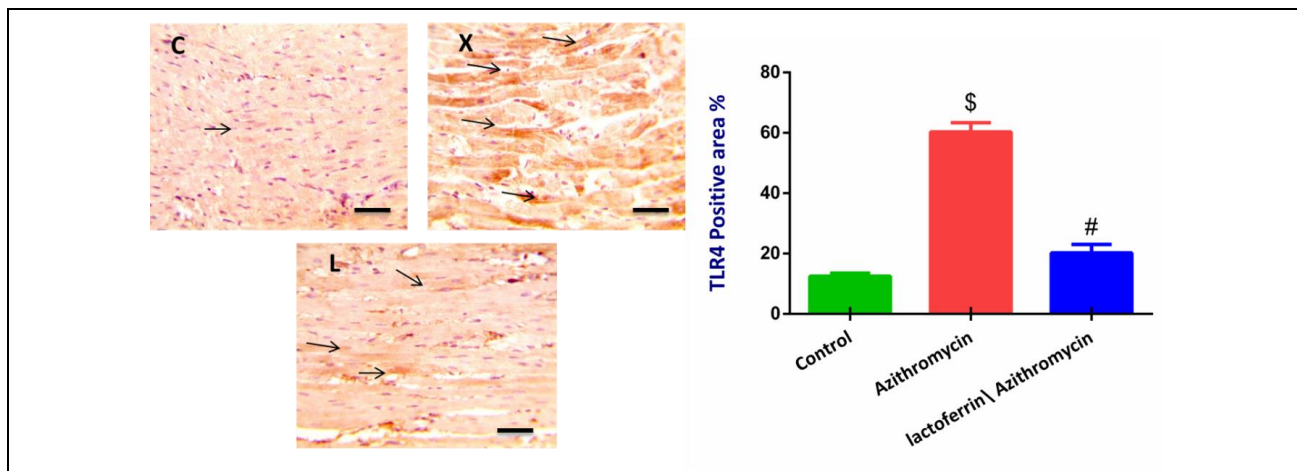 C
X
L
TLR4 Positive area %
80
60
40
20
0
$
#
Control
Azithromycin
lactoferrin\ Azithromycin